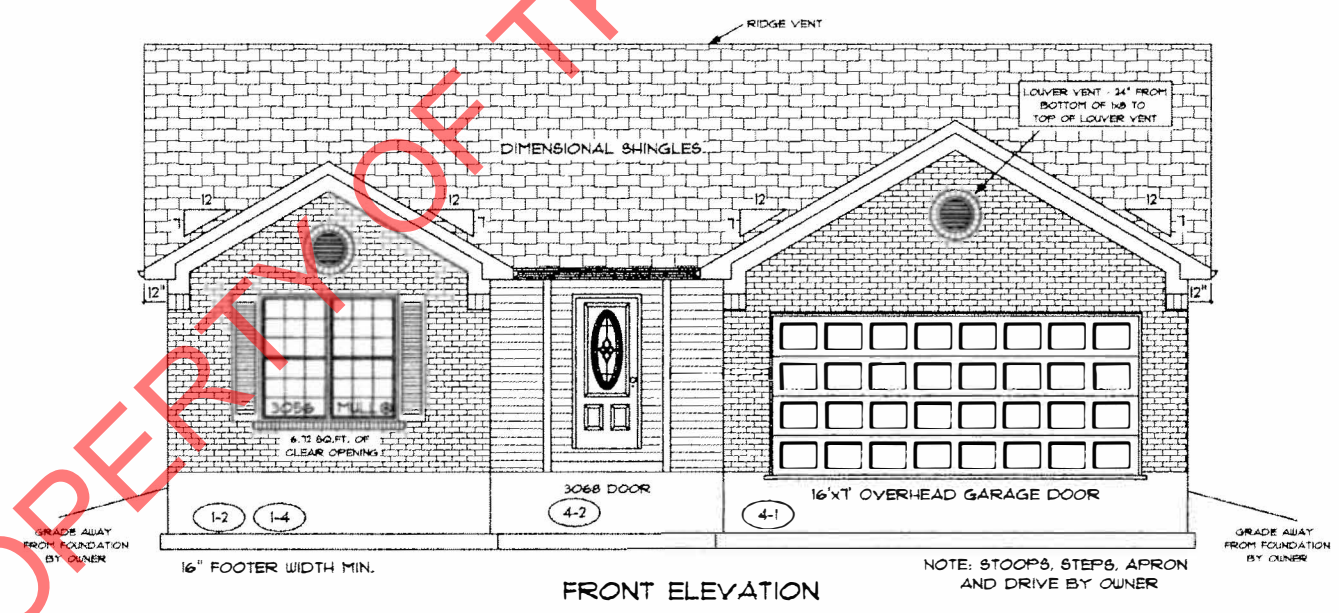 RIDGE VENT
LOUVER VENT - 24" FROM
BOTTOM OF 1x8 TO
TOP OF LOUVER VENT
DIMENSIONAL SHINGLES
12
7
12
7
12
7
12
7
12"
12"
3056 MULL
6.72 SQ.FT. OF
CLEAR OPENING
3068 DOOR
16'x7' OVERHEAD GARAGE DOOR
1-2 1-4
4-2
4-1
GRADE AWAY
FROM FOUNDATION
BY OWNER
GRADE AWAY
FROM FOUNDATION
BY OWNER
16" FOOTER WIDTH MIN.
NOTE: STOOPS, STEPS, APRON
AND DRIVE BY OWNER
FRONT ELEVATION
PROPERTY OF